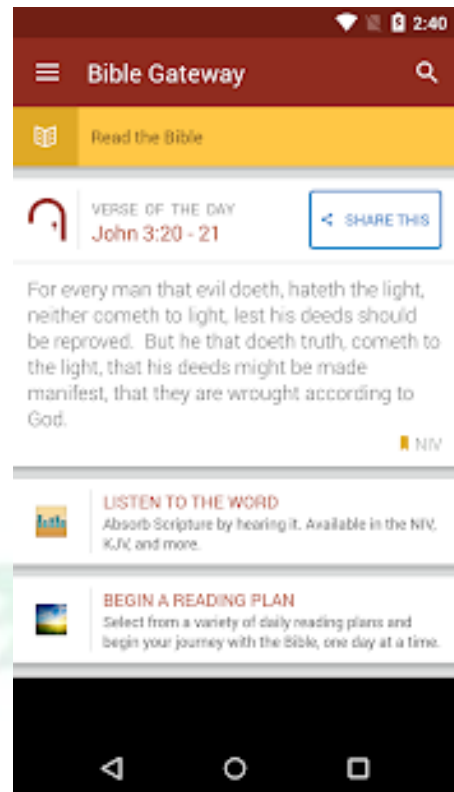 2:40
Bible Gateway
Read the Bible
VERSE OF THE DAY
John 3:20 - 21
SHARE THIS
For every man that evil doeth, hateth the light,
neither cometh to light, lest his deeds should
be reproved.  But he that doeth truth, cometh to
the light, that his deeds might be made
manifest, that they are wrought according to
God.
NIV
LISTEN TO THE WORD
Absorb Scripture by hearing it. Available in the NIV,
KJV, and more.
BEGIN A READING PLAN
Select from a variety of daily reading plans and
begin your journey with the Bible, one day at a time.